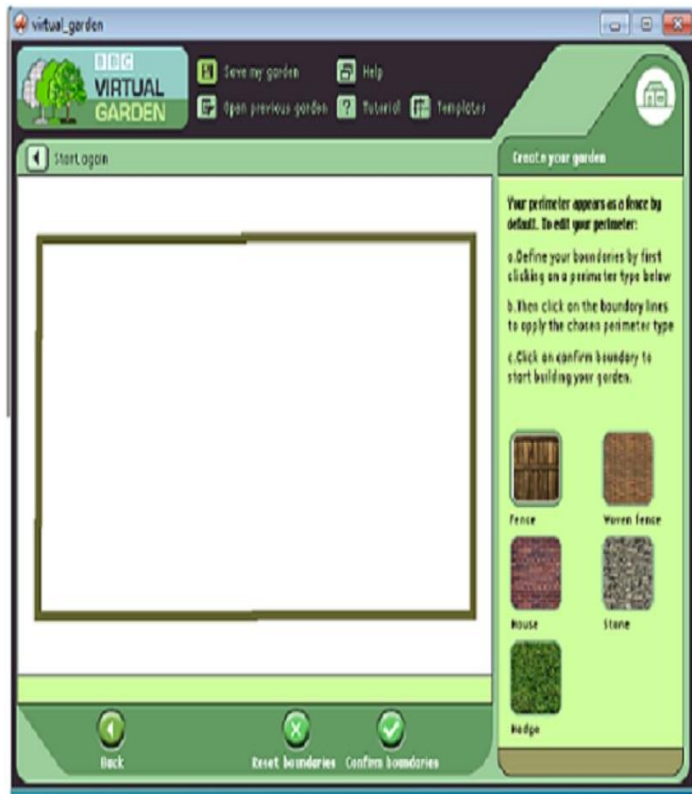 virtual_garden
BBC
VIRTUAL
GARDEN
Save my garden
Help
Open previous garden
Tutorial
Templates
Start again
Create your garden
Your perimeter appears as a fence by
default. To edit your perimeter:
a.Define your boundaries by first
clicking on a perimeter type below
b.Then click on the boundary lines
to apply the chosen perimeter type
c.Click on confirm boundary to
start building your garden.
Fence
Woven fence
House
Stone
Hedge
Back
Reset boundaries
Confirm boundaries